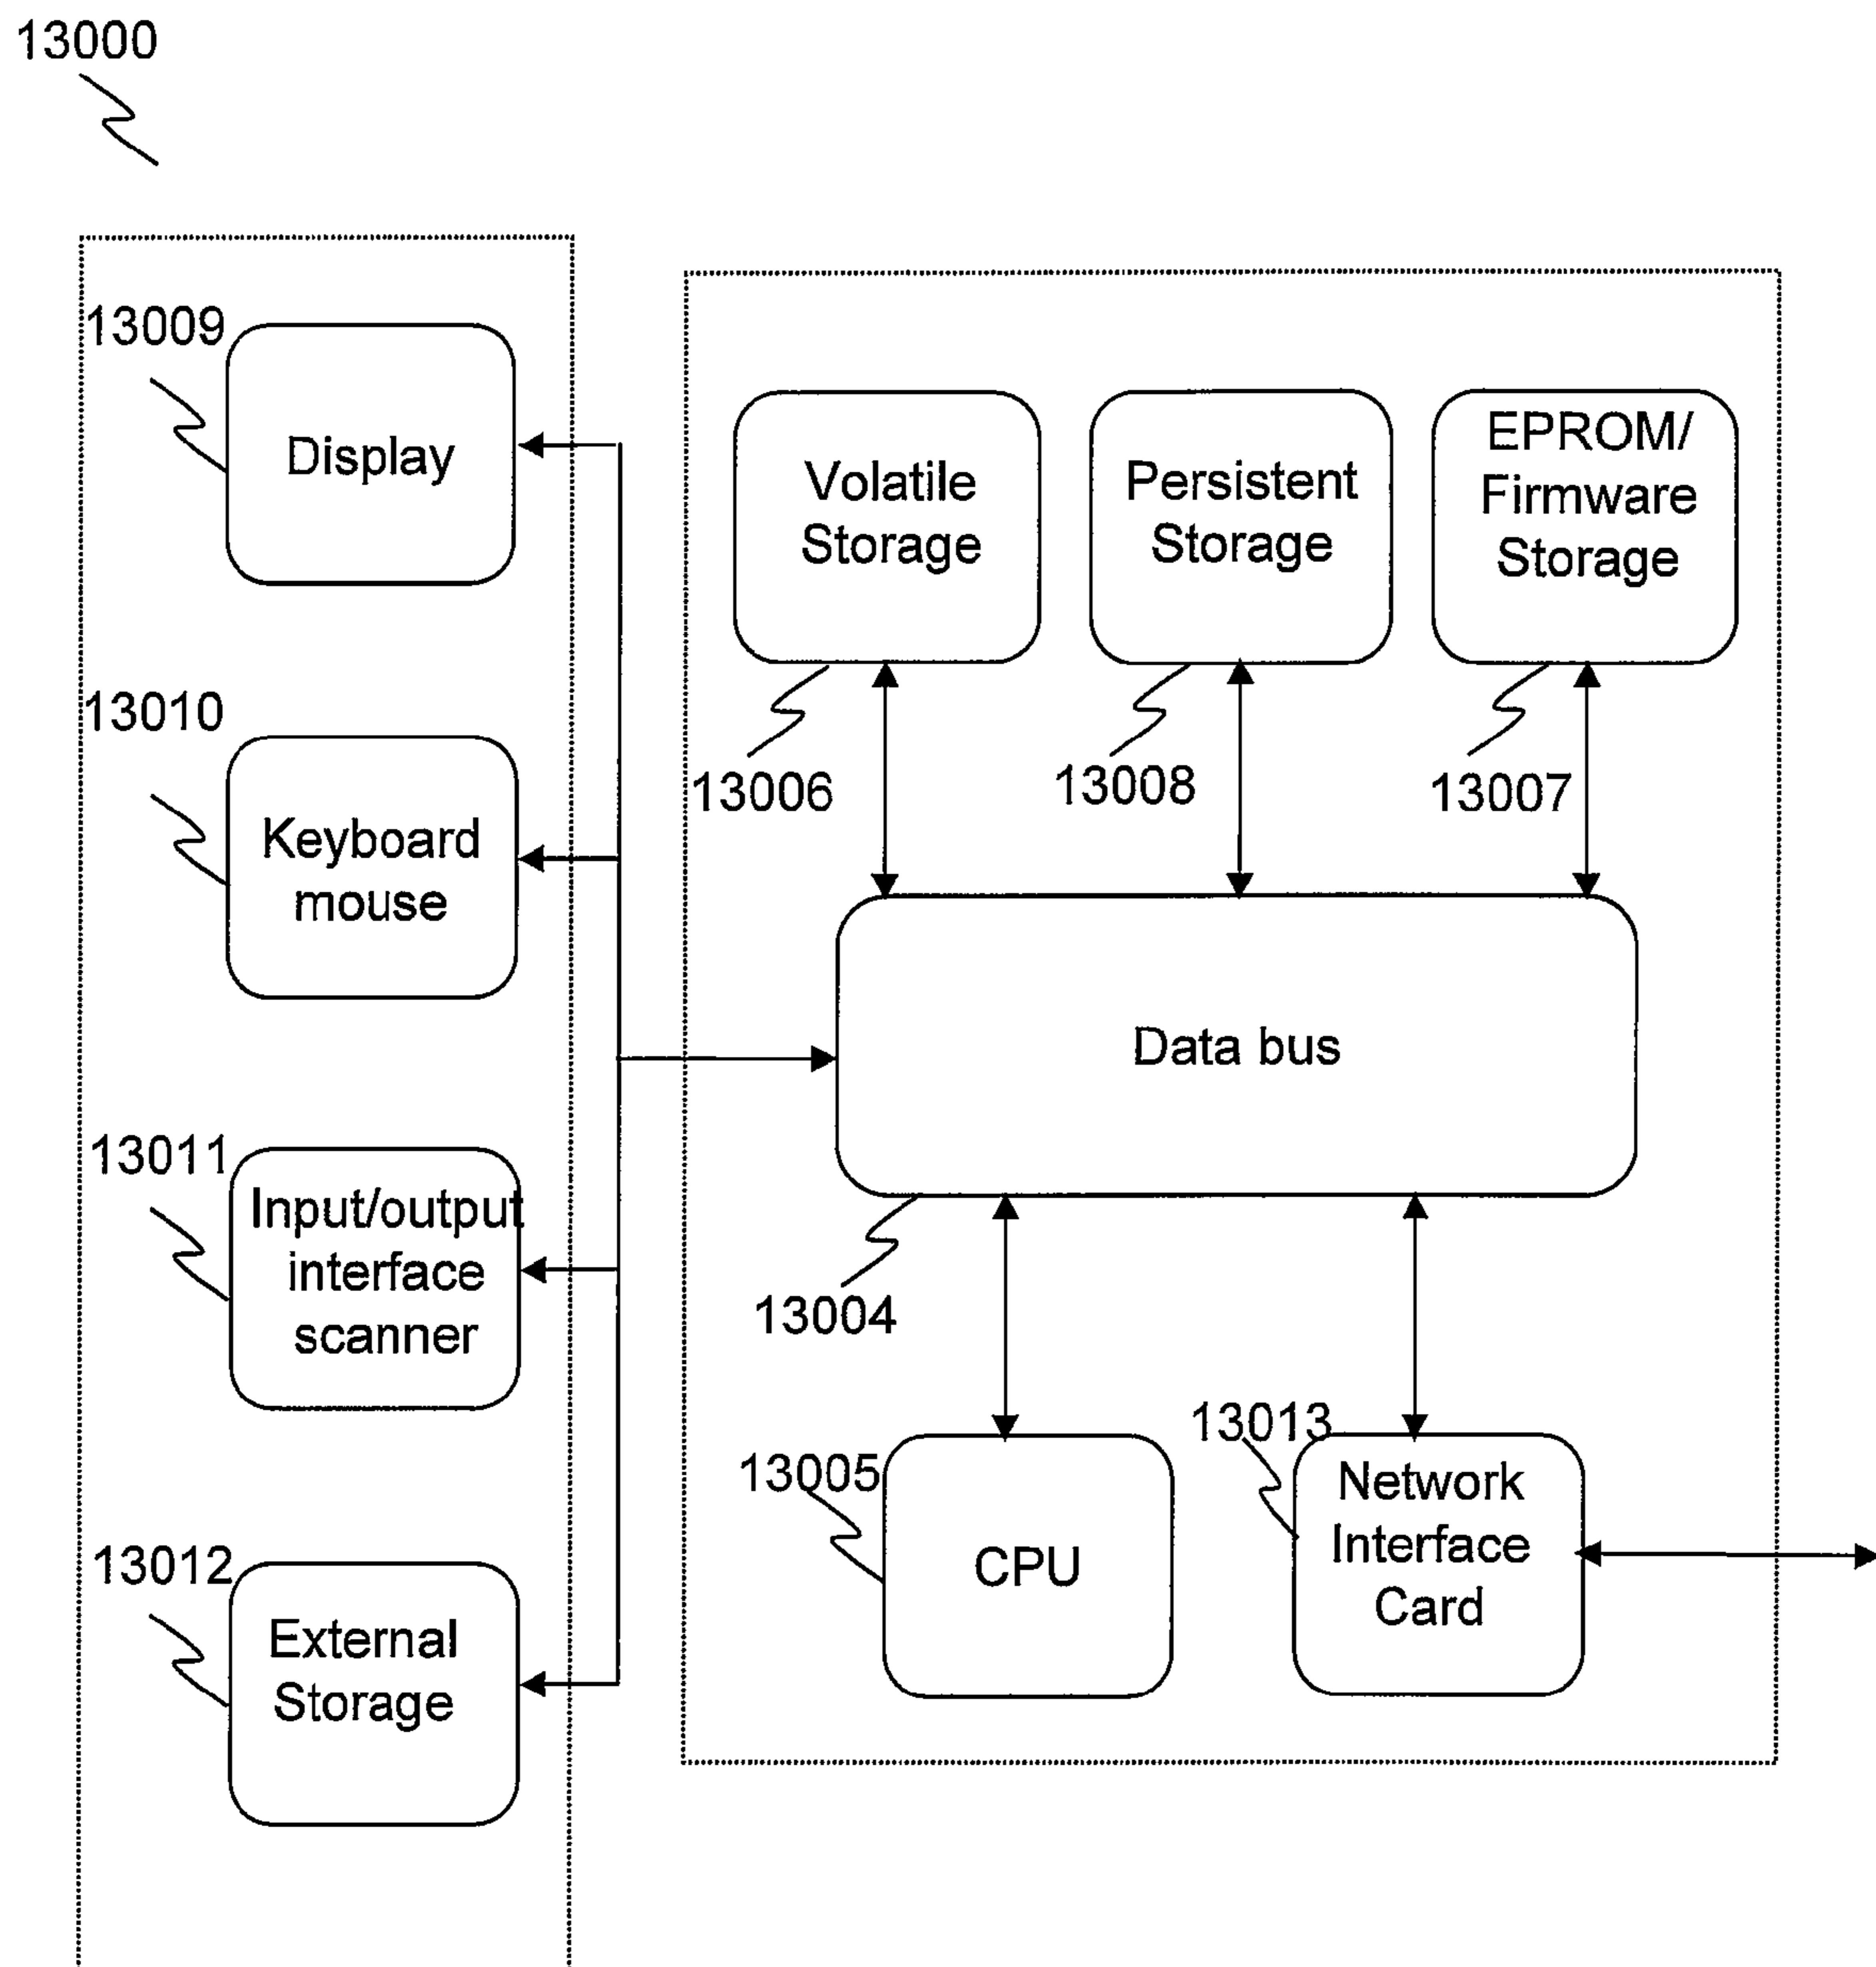 13000
13009
Display
13010
Keyboard
mouse
13011
Input/output
interface
scanner
13012
External
Storage
Volatile
Storage
13006
Persistent
Storage
13008
EPROM/
Firmware
Storage
13007
Data bus
13004
13005
CPU
13013
Network
Interface
Card